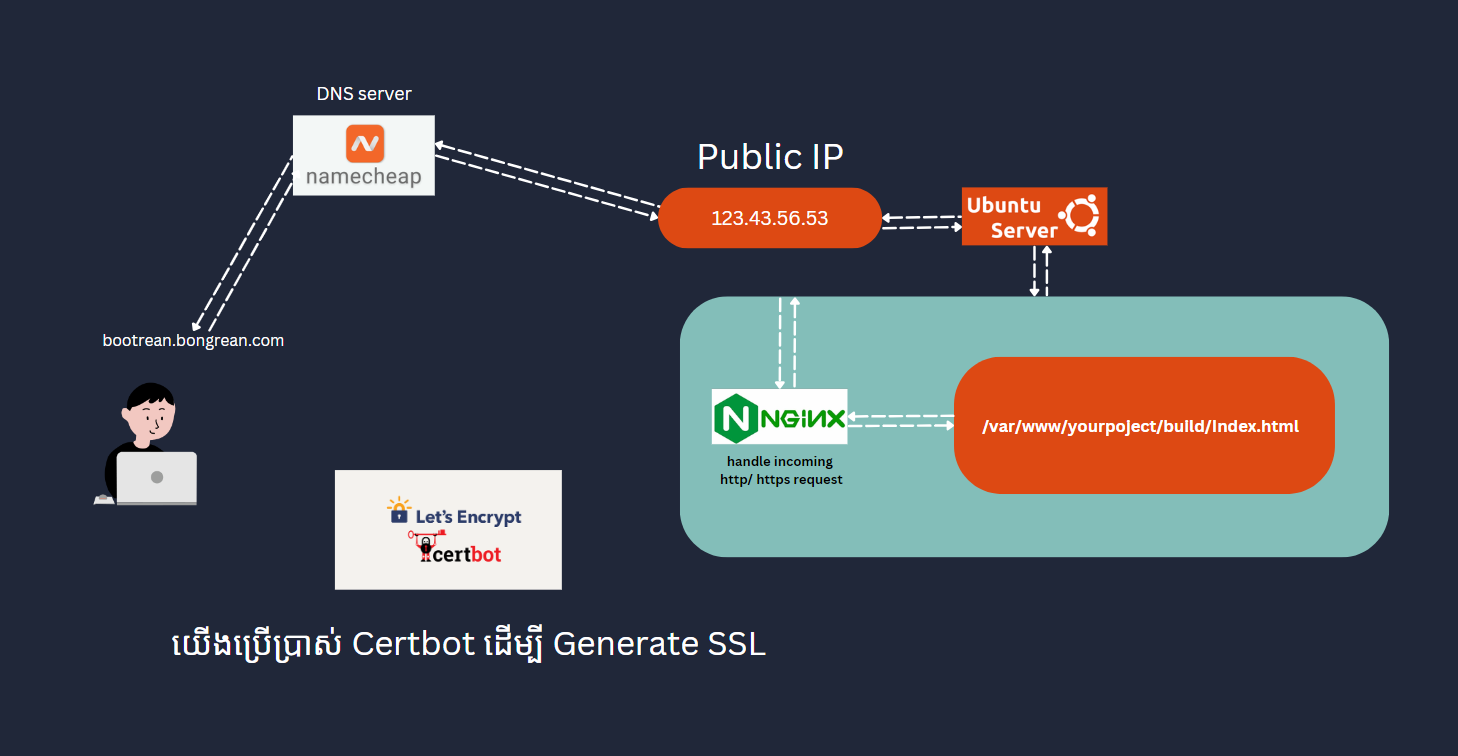 DNS server
namecheap
Public IP
123.43.56.53
Ubuntu
Server
bootrean.bongrean.com
NGINX
handle incoming
http/ https request
/var/www/yourpoject/build/Index.html
Let's Encrypt
certbot
យើងប្រើប្រាស់ Certbot ដើម្បី Generate SSL